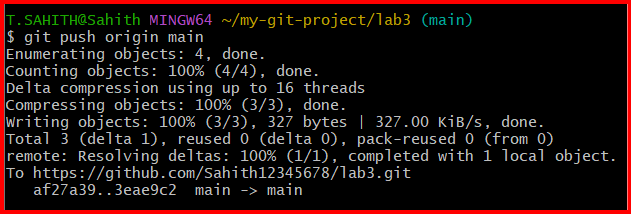 T.SAHITH@Sahith MINGW64 ~/my-git-project/lab3 (main)
$ git push origin main
Enumerating objects: 4, done.
Counting objects: 100% (4/4), done.
Delta compression using up to 16 threads
Compressing objects: 100% (3/3), done.
Writing objects: 100% (3/3), 327 bytes | 327.00 KiB/s, done.
Total 3 (delta 1), reused 0 (delta 0), pack-reused 0 (from 0)
remote: Resolving deltas: 100% (1/1), completed with 1 local object.
To https://github.com/Sahith12345678/lab3.git
   af27a39..3eae9c2  main -> main